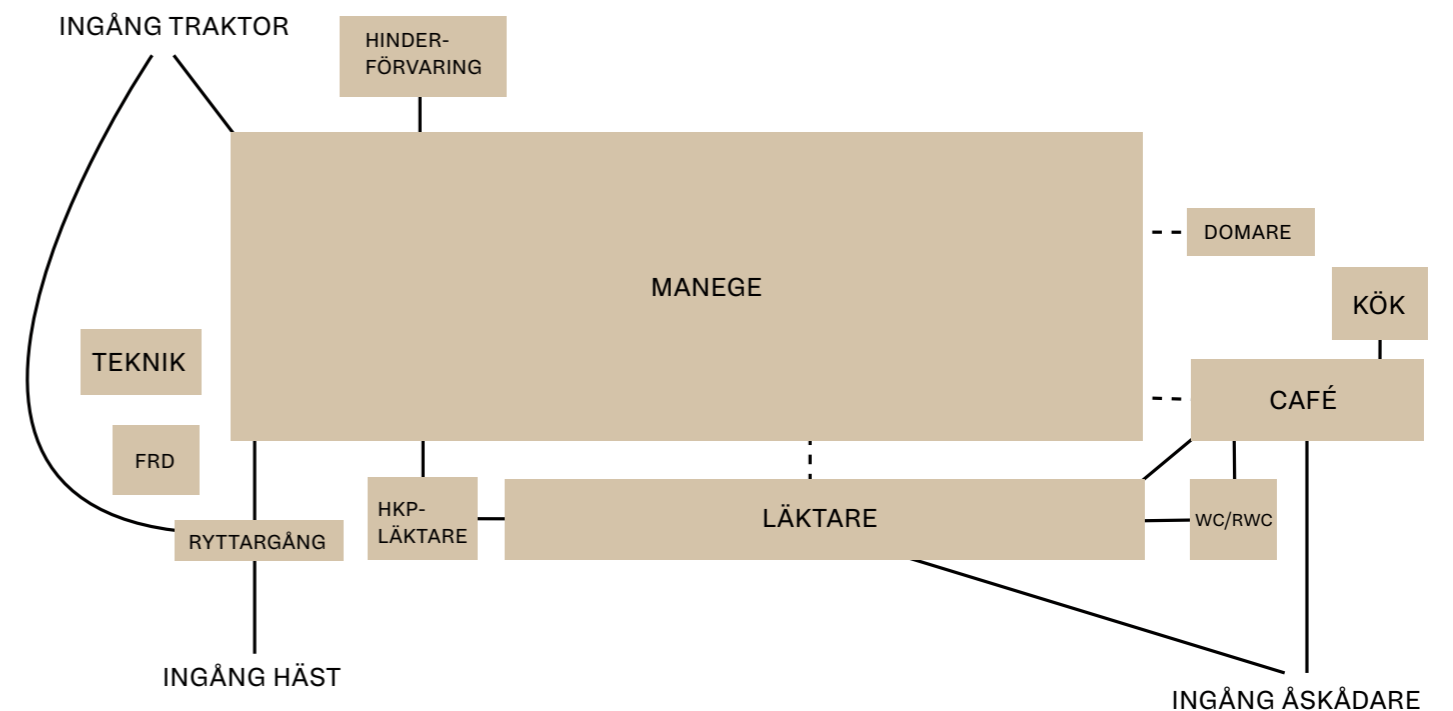 INGÅNG TRAKTOR
HINDER-
FÖRVARING
DOMARE
MANEGE
KÖK
TEKNIK
CAFÉ
FRD
HKP-
LÄKTARE
LÄKTARE
WC/RWC
RYTTARGÅNG
INGÅNG HÄST
INGÅNG ÅSKÅDARE